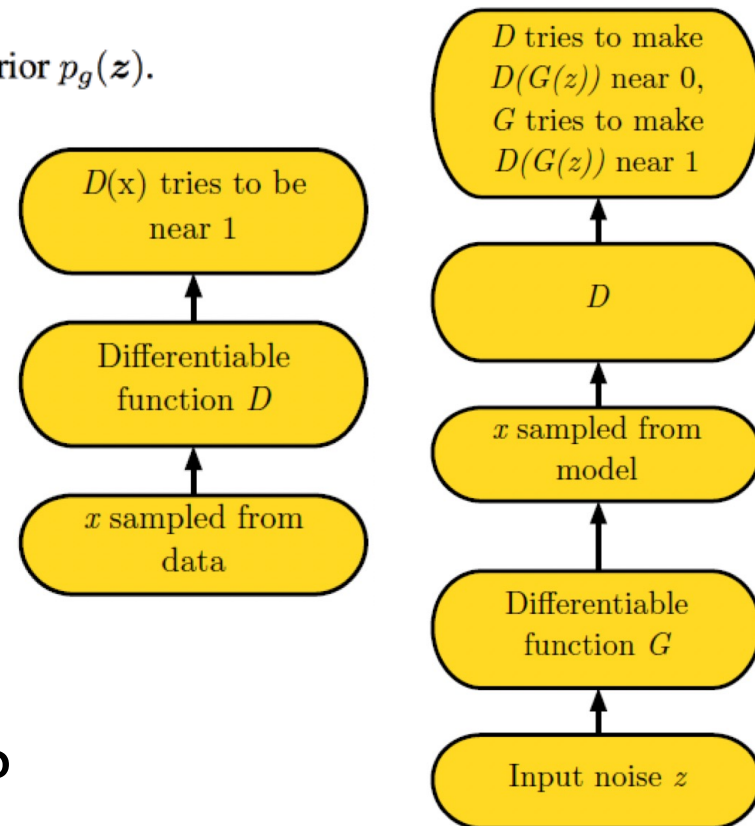 rior p_g(z).
D(x) tries to be
near 1
Differentiable
function D
x sampled from
data
D tries to make
D(G(z)) near 0,
G tries to make
D(G(z)) near 1
D
x sampled from
model
Differentiable
function G
Input noise z